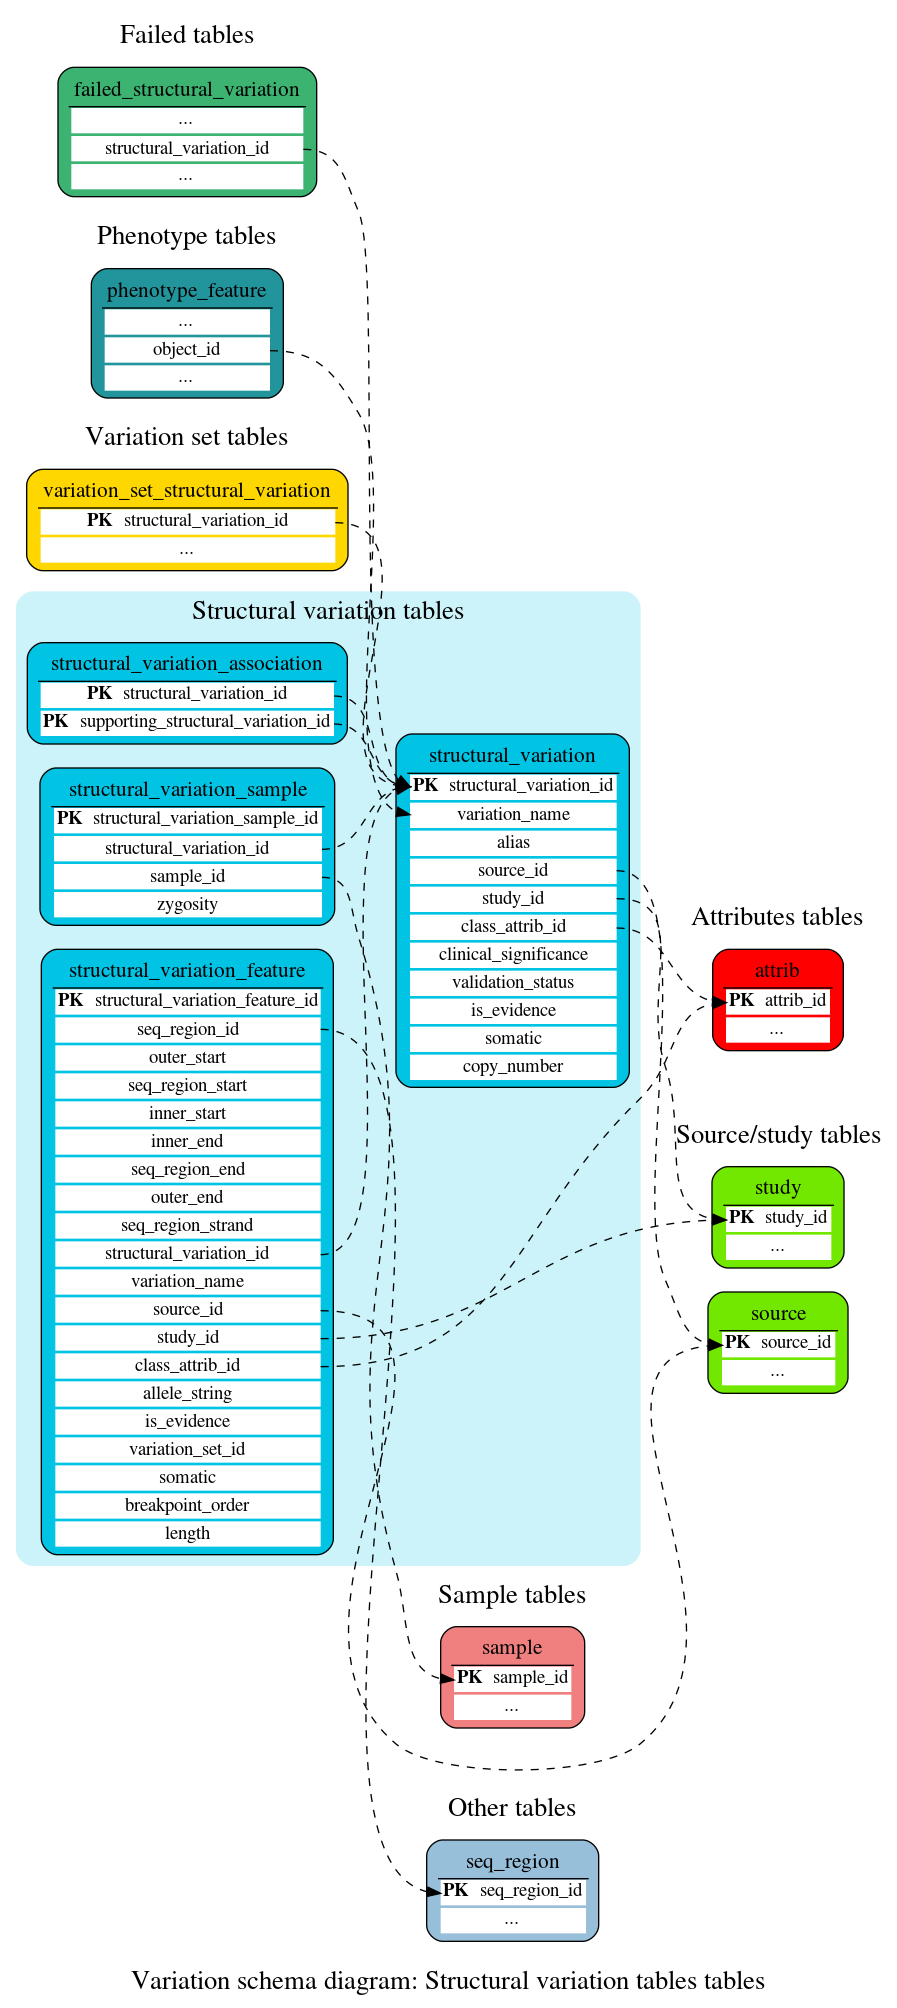 Failed tables
failed_structural_variation
...
structural_variation_id
...
Phenotype tables
phenotype_feature
...
object_id
...
Variation set tables
variation_set_structural_variation
PK structural_variation_id
...
Structural variation tables
structural_variation_association
PK structural_variation_id
PK supporting_structural_variation_id
structural_variation_sample
PK structural_variation_sample_id
structural_variation_id
sample_id
zygosity
structural_variation_feature
PK structural_variation_feature_id
seq_region_id
outer_start
seq_region_start
inner_start
inner_end
seq_region_end
outer_end
seq_region_strand
structural_variation_id
variation_name
source_id
study_id
class_attrib_id
allele_string
is_evidence
variation_set_id
somatic
breakpoint_order
length
structural_variation
PK structural_variation_id
variation_name
alias
source_id
study_id
class_attrib_id
clinical_significance
validation_status
is_evidence
somatic
copy_number
Attributes tables
attrib
PK attrib_id
...
Source/study tables
study
PK study_id
...
source
PK source_id
...
Sample tables
sample
PK sample_id
...
Other tables
seq_region
PK seq_region_id
...
Variation schema diagram: Structural variation tables tables